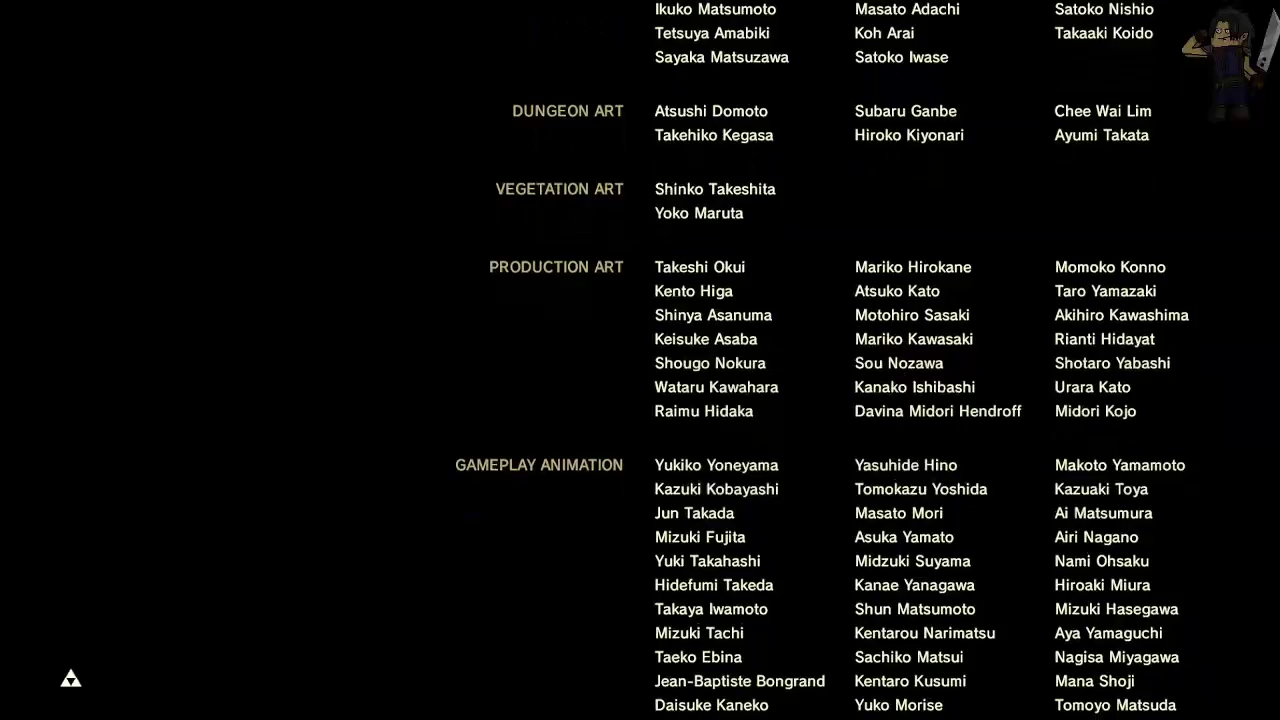 Ikuko Matsumoto Masato Adachi Satoko Nishio
Tetsuya Amabiki Koh Arai Takaaki Koido
Sayaka Matsuzawa Satoko Iwase
DUNGEON ART Atsushi Domoto Subaru Ganbe Chee Wai Lim
Takehiko Kegasa Hiroko Kiyonari Ayumi Takata
VEGETATION ART Shinko Takeshita
Yoko Maruta
PRODUCTION ART Takeshi Okui Mariko Hirokane Momoko Konno
Kento Higa Atsuko Kato Taro Yamazaki
Shinya Asanuma Motohiro Sasaki Akihiro Kawashima
Keisuke Asaba Mariko Kawasaki Rianti Hidayat
Shougo Nokura Sou Nozawa Shotaro Yabashi
Wataru Kawahara Kanako Ishibashi Urara Kato
Raimu Hidaka Davina Midori Hendroff Midori Kojo
GAMEPLAY ANIMATION Yukiko Yoneyama Yasuhide Hino Makoto Yamamoto
Kazuki Kobayashi Tomokazu Yoshida Kazuaki Toya
Jun Takada Masato Mori Ai Matsumura
Mizuki Fujita Asuka Yamato Airi Nagano
Yuki Takahashi Midzuki Suyama Nami Ohsaku
Hidefumi Takeda Kanae Yanagawa Hiroaki Miura
Takaya Iwamoto Shun Matsumoto Mizuki Hasegawa
Mizuki Tachi Kentarou Narimatsu Aya Yamaguchi
Taeko Ebina Sachiko Matsui Nagisa Miyagawa
Jean-Baptiste Bongrand Kentaro Kusumi Mana Shoji
Daisuke Kaneko Yuko Morise Tomoyo Matsuda